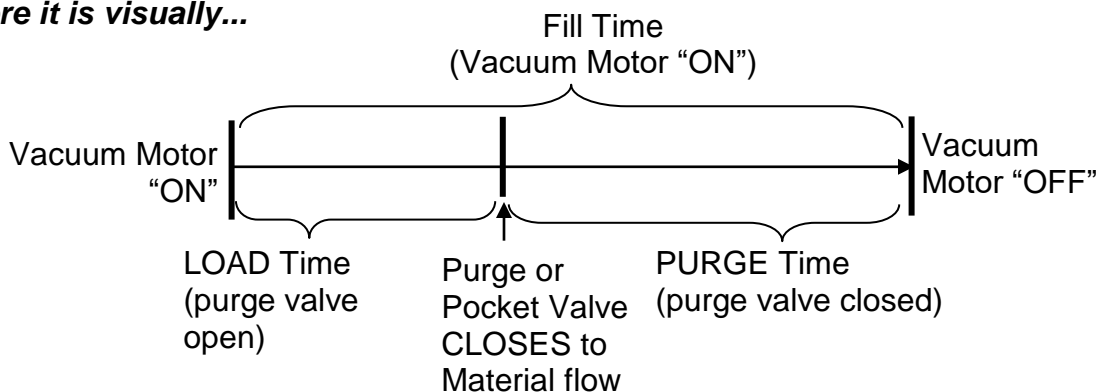 re it is visually...
Fill Time
(Vacuum Motor “ON”)
Vacuum Motor
“ON”
Vacuum
Motor “OFF”
LOAD Time
(purge valve
open)
Purge or
Pocket Valve
CLOSES to
Material flow
PURGE Time
(purge valve closed)